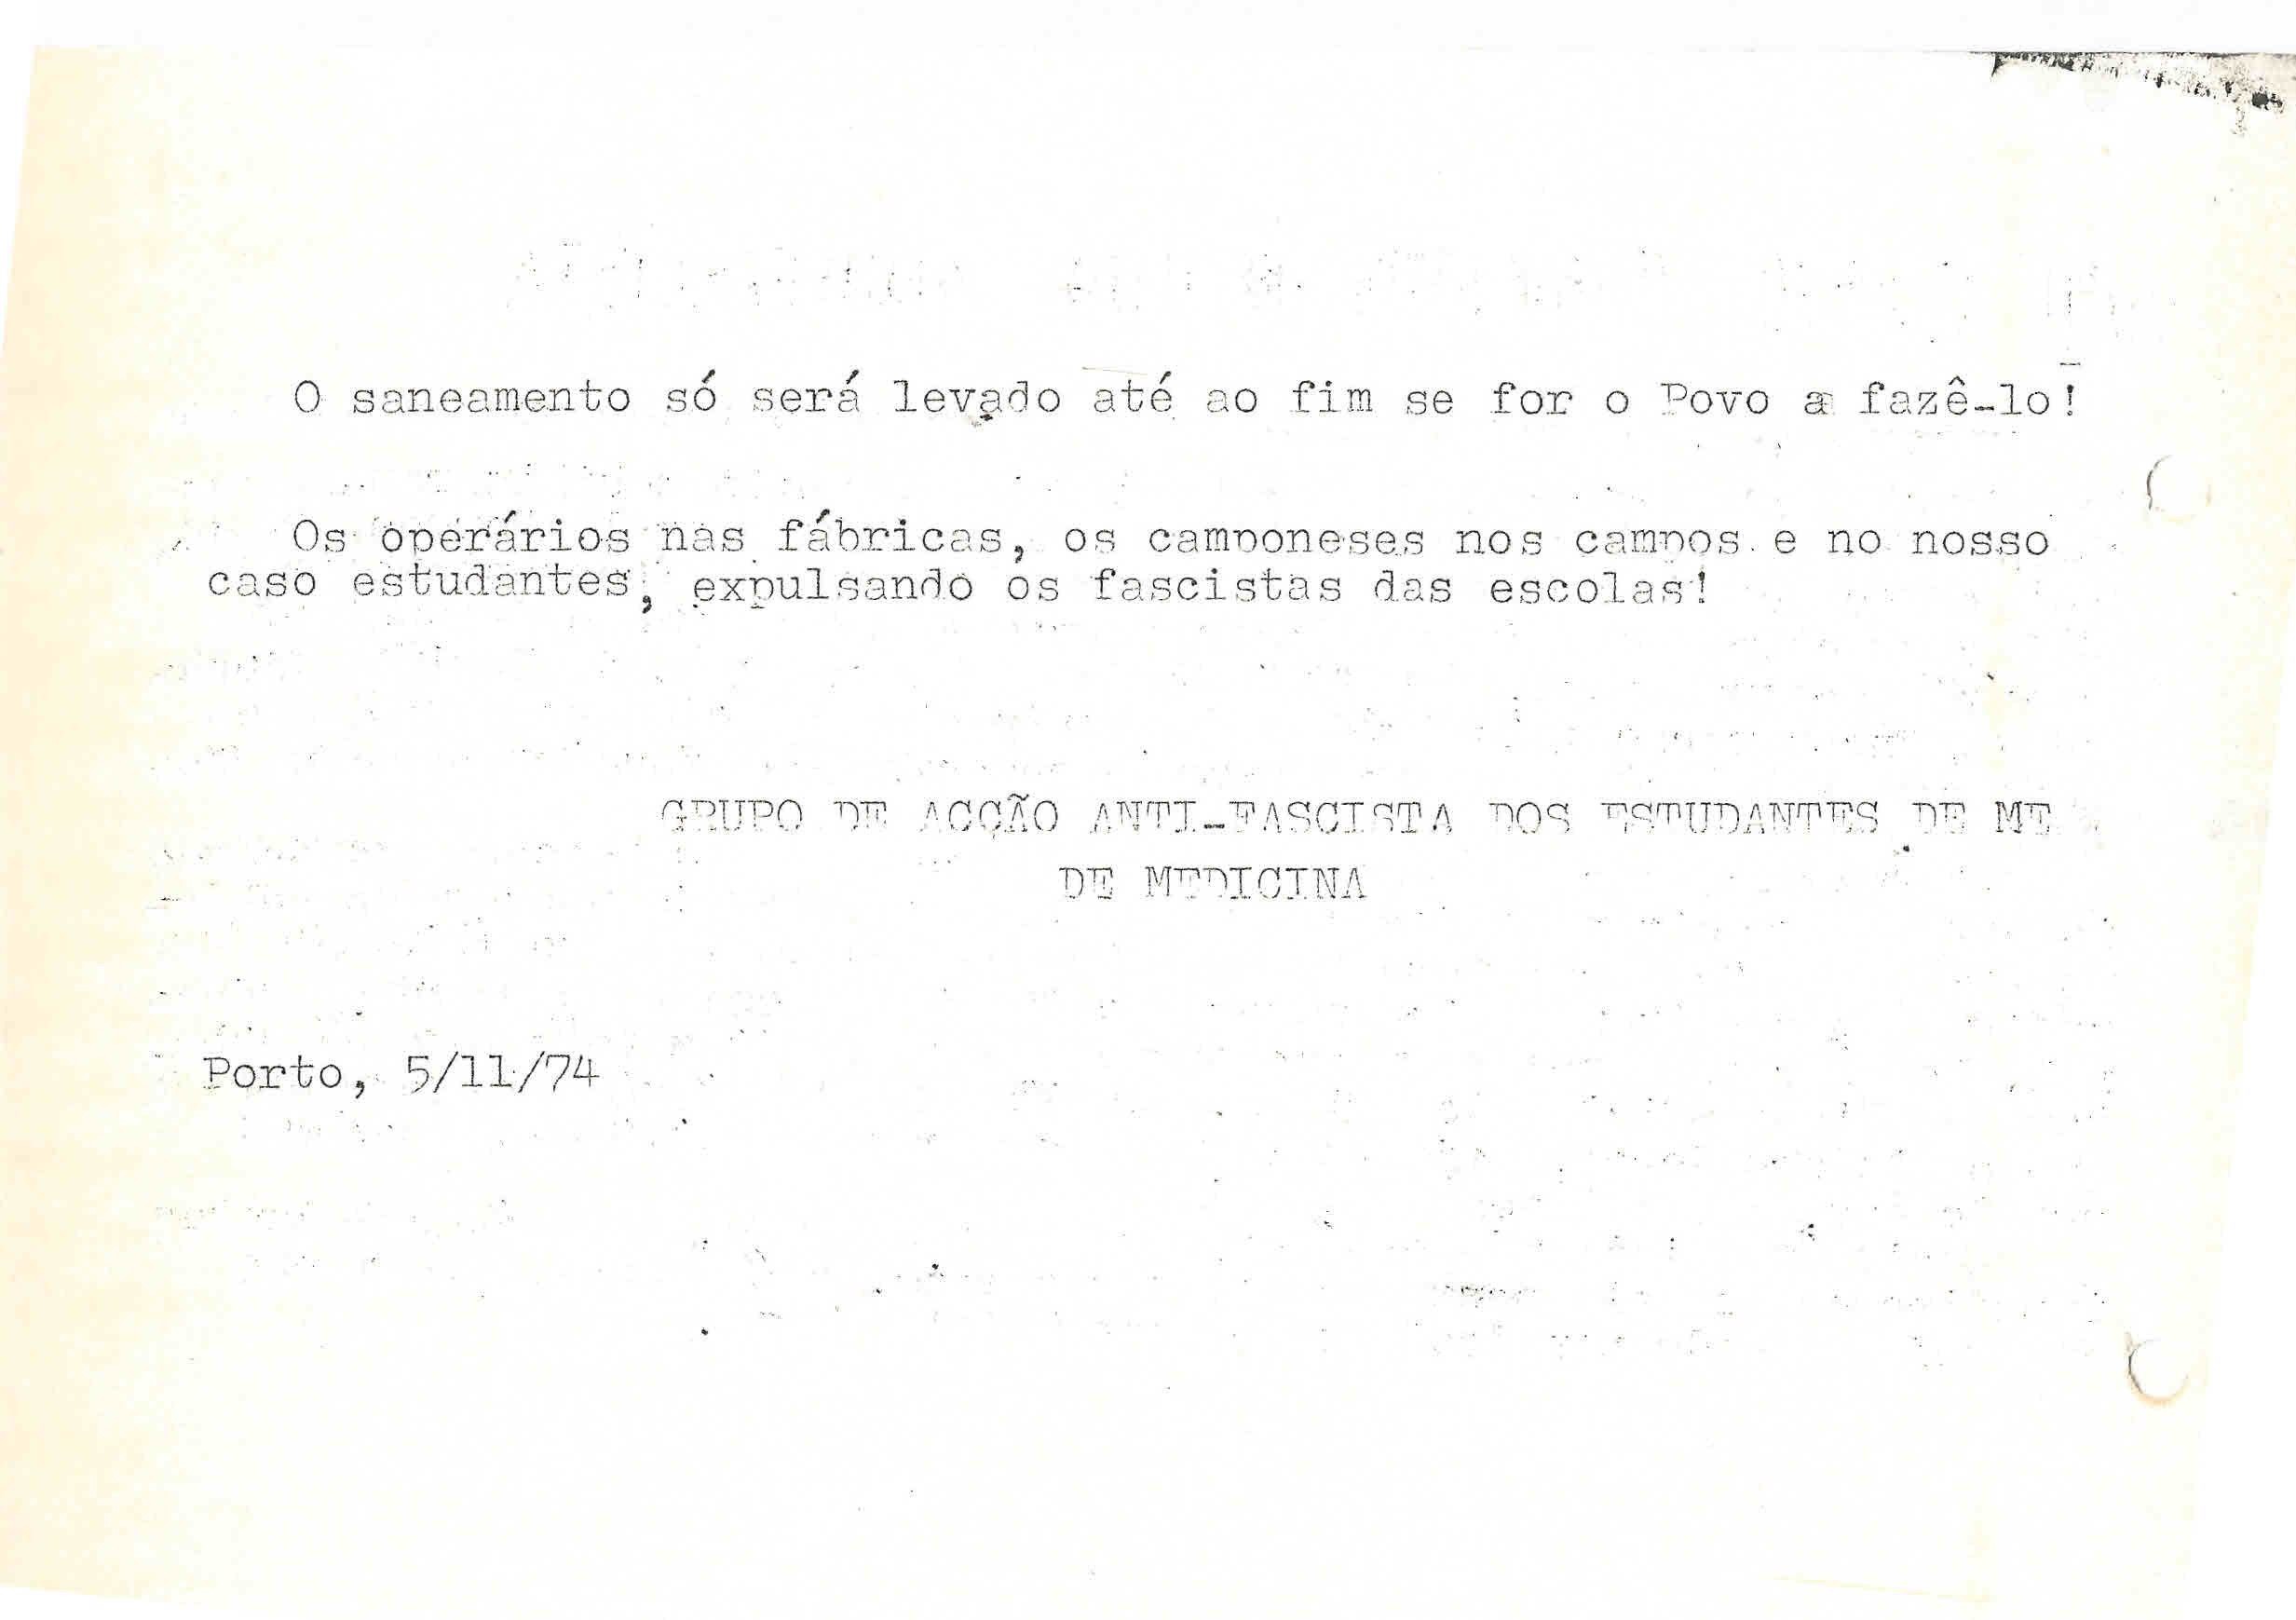 O saneamento só será levado até ao fim se for o Povo a fazê-lo!
Os operários nas fábricas, os camponeses nos campos e no nosso
caso estudantes, expulsando os fascistas das escolas!
GRUPO DE ACÇÃO ANTI-FASCISTA DOS ESTUDANTES DE ME
DE MEDICINA
Porto, 5/11/74